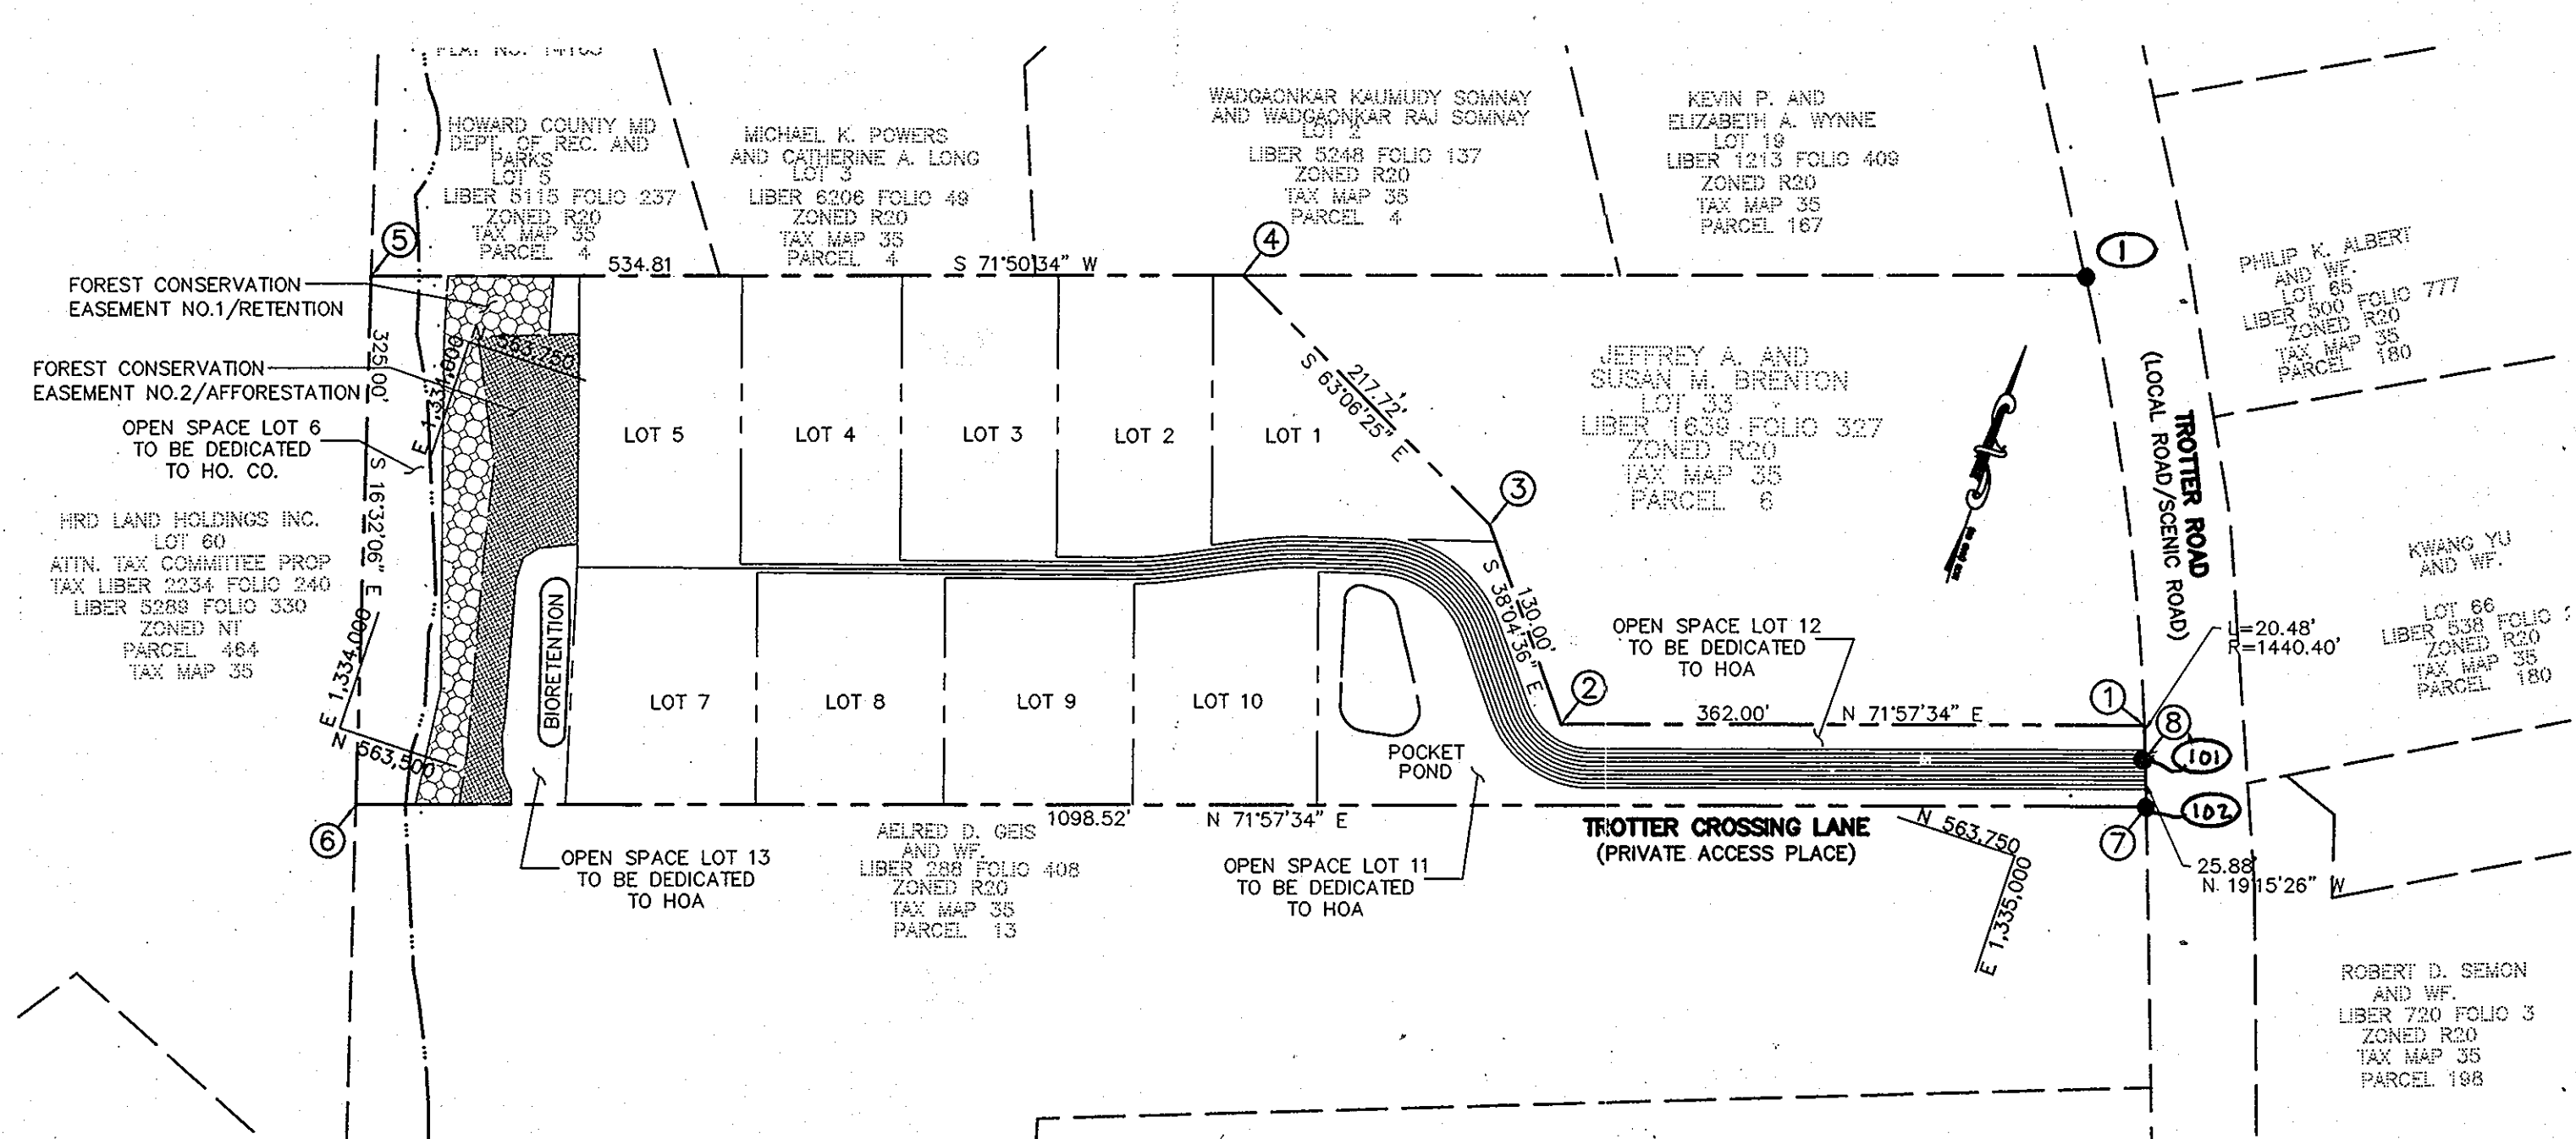 HOWARD COUNTY MD
DEPT. OF REC. AND
PARKS
LOT 5
LIBER 5115 FOLIO 237
ZONED R20
TAX MAP 35
PARCEL 4
MICHAEL K. POWERS
AND CATHERINE A. LONG
LOT 3
LIBER 6206 FOLIO 49
ZONED R20
TAX MAP 35
PARCEL 4
WADGAONKAR KAUMUDY SOMNAY
AND WADGAONKAR RAJ SOMNAY
LOT 2
LIBER 5248 FOLIO 137
ZONED R20
TAX MAP 35
PARCEL 4
KEVIN P. AND
ELIZABETH A. WYNNE
LOT 19
LIBER 1213 FOLIO 409
ZONED R20
TAX MAP 35
PARCEL 167
PHILIP K. ALBERT
AND WF.
LOT 65
LIBER 500 FOLIO 777
ZONED R20
TAX MAP 35
PARCEL 180
5
534.81
S 71°50'34" W
4
1
FOREST CONSERVATION
EASEMENT NO.1/RETENTION
FOREST CONSERVATION
EASEMENT NO.2/AFFORESTATION
OPEN SPACE LOT 6
TO BE DEDICATED
TO HO. CO.
325.00'
S 16°32'06" E
E 1,334,000
N 563,750
LOT 5
LOT 4
LOT 3
LOT 2
LOT 1
217.72'
S 63°06'25" E
3
JEFFREY A. AND
SUSAN M. BRENTON
LOT 33
LIBER 1639 FOLIO 327
ZONED R20
TAX MAP 35
PARCEL 6
TROTTER ROAD
(LOCAL ROAD/SCENIC ROAD)
HRD LAND HOLDINGS INC.
LOT 60
ATTN. TAX COMMITTEE PROP
TAX LIBER 2234 FOLIO 240
LIBER 5289 FOLIO 330
ZONED NT
PARCEL 464
TAX MAP 35
KWANG YU
AND WF.
LOT 66
LIBER 538 FOLIO
ZONED R20
TAX MAP 35
PARCEL 180
BIORETENTION
LOT 7
LOT 8
LOT 9
LOT 10
130.00'
S 38°04'36" E
2
OPEN SPACE LOT 12
TO BE DEDICATED
TO HOA
L=20.48'
R=1440.40'
362.00'
N 71°57'34" E
1
8
101
102
POCKET
POND
E 1,334,000
N 563,500
6
1098.52'
N 71°57'34" E
TROTTER CROSSING LANE
(PRIVATE ACCESS PLACE)
7
25.88'
N 19°15'26" W
N 563,750
E 1,335,000
OPEN SPACE LOT 13
TO BE DEDICATED
TO HOA
AELRED D. GEIS
AND WF.
LIBER 288 FOLIO 408
ZONED R20
TAX MAP 35
PARCEL 13
OPEN SPACE LOT 11
TO BE DEDICATED
TO HOA
ROBERT D. SEMON
AND WF.
LIBER 720 FOLIO 3
ZONED R20
TAX MAP 35
PARCEL 198